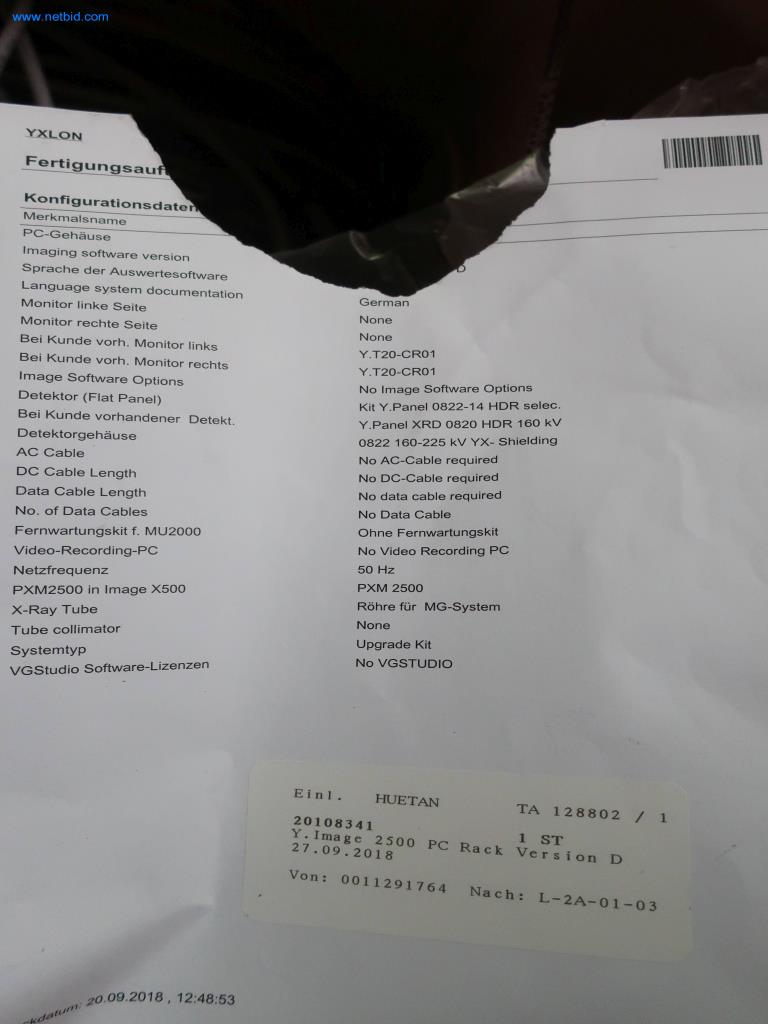 www.netbid.com
YXLON
Konfigurationsdaten
Merkmalsname
PC-Gehäuse
Imaging software version
Sprache der Auswertesoftware
Language system documentation German
Monitor linke Seite None
Monitor rechte Seite None
Bei Kunde vorh. Monitor links Y.T20-CR01
Bei Kunde vorh. Monitor rechts Y.T20-CR01
Image Software Options No Image Software Options
Detektor (Flat Panel) Kit Y.Panel 0822-14 HDR selec.
Bei Kunde vorhandener Detekt. Y.Panel XRD 0820 HDR 160 kV
Detektorgehäuse 0822 160-225 kV YX- Shielding
AC Cable No AC-Cable required
DC Cable Length No DC-Cable required
Data Cable Length No data cable required
No. of Data Cables No Data Cable
Fernwartungskit f. MU2000 Ohne Fernwartungskit
Video-Recording-PC No Video Recording PC
Netzfrequenz 50 Hz
PXM2500 in Image X500 PXM 2500
X-Ray Tube Röhre für MG-System
Tube collimator None
Systemtyp Upgrade Kit
VGStudio Software-Lizenzen No VGSTUDIO
Einl. HUETAN TA 128802 / 1
20108341 1 ST
Y.Image 2500 PC Rack Version D
27.09.2018
Von: 0011291764 Nach: L-2A-01-03
20.09.2018 , 12:48:53